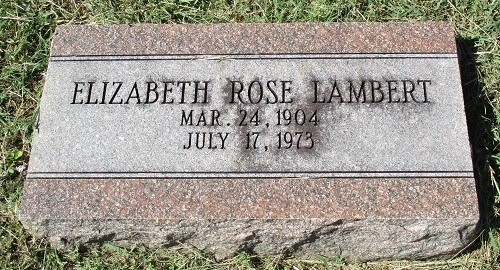 ELIZABETH ROSE LAMBERT
MAR. 24, 1904
JULY 17, 1973